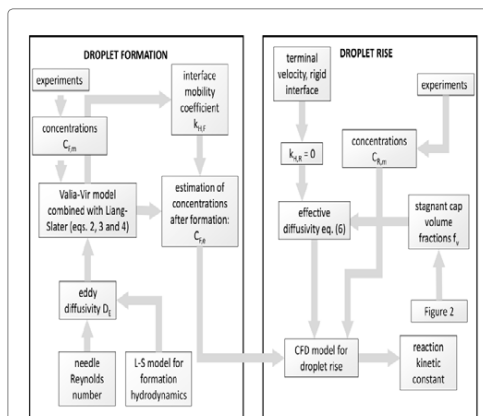 DROPLET FORMATION
experiments
concentrations
C_F,m
interface
mobility
coefficient
k_H,F
Valia-Vir model
combined with Liang-
Slater (eqs. 2, 3 and 4)
estimation of
concentrations
after formation:
C_F,e
eddy
diffusivity D_E
needle
Reynolds
number
L-S model for
formation
hydrodynamics
DROPLET RISE
terminal
velocity, rigid
interface
experiments
concentrations
C_R,m
k_H,R = 0
effective
diffusivity eq. (6)
stagnant cap
volume
fractions f_v
Figure 2
CFD model for
droplet rise
reaction
kinetic
constant